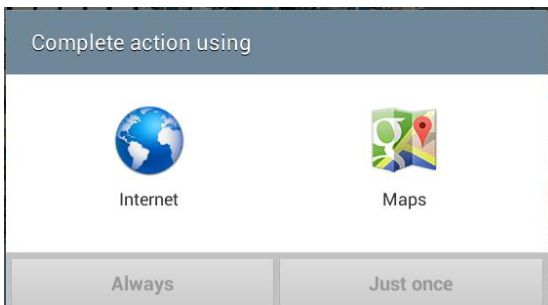 Complete action using
Internet
Maps
Always
Just once